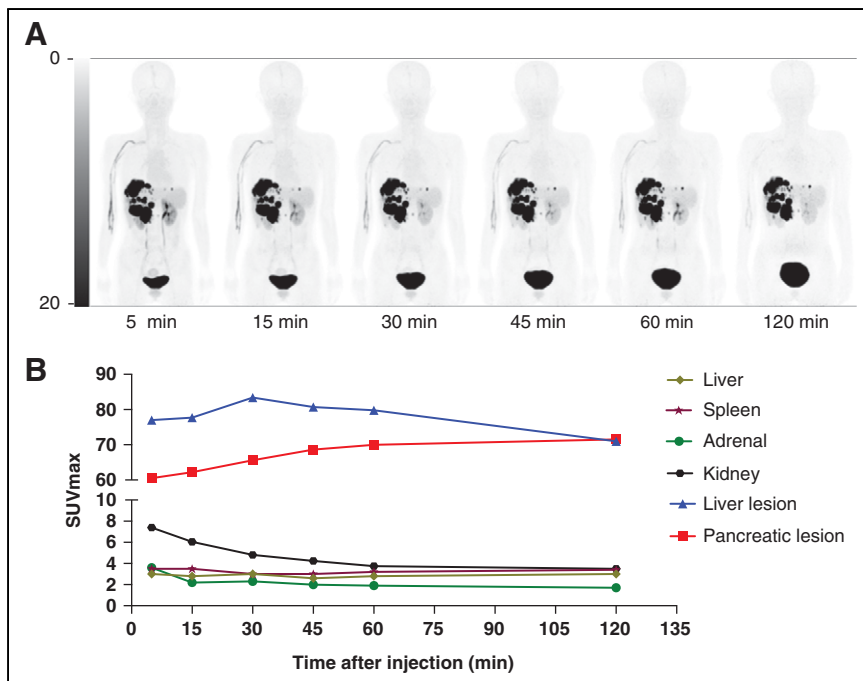 A
0
20
5 min 15 min 30 min 45 min 60 min 120 min
B
90
80
70
60
10
8
6
4
2
0
SUVmax
0 15 30 45 60 75 90 105 120 135
Time after injection (min)
Liver
Spleen
Adrenal
Kidney
Liver lesion
Pancreatic lesion